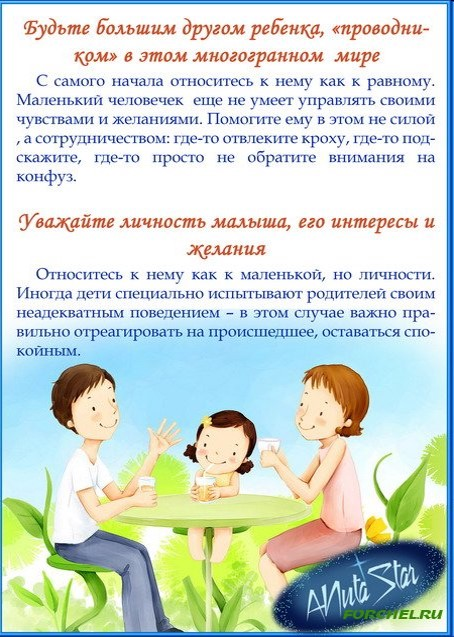 Будьте большим другом ребенка, «проводни-
ком» в этом многогранном мире
С самого начала относитесь к нему как к равному.
Маленький человечек еще не умеет управлять своими
чувствами и желаниями. Помогите ему в этом не силой
, а сотрудничеством: где-то отвлеките кроху, где-то под-
скажите, где-то просто не обратите внимания на
конфуз.
Уважайте личность малыша, его интересы и
желания
Относитесь к нему как к маленькой, но личности.
Иногда дети специально испытывают родителей своим
неадекватным поведением – в этом случае важно пра-
вильно отреагировать на происшедшее, оставаться спо-
койным.
ANuta Star
FORCHEL.RU